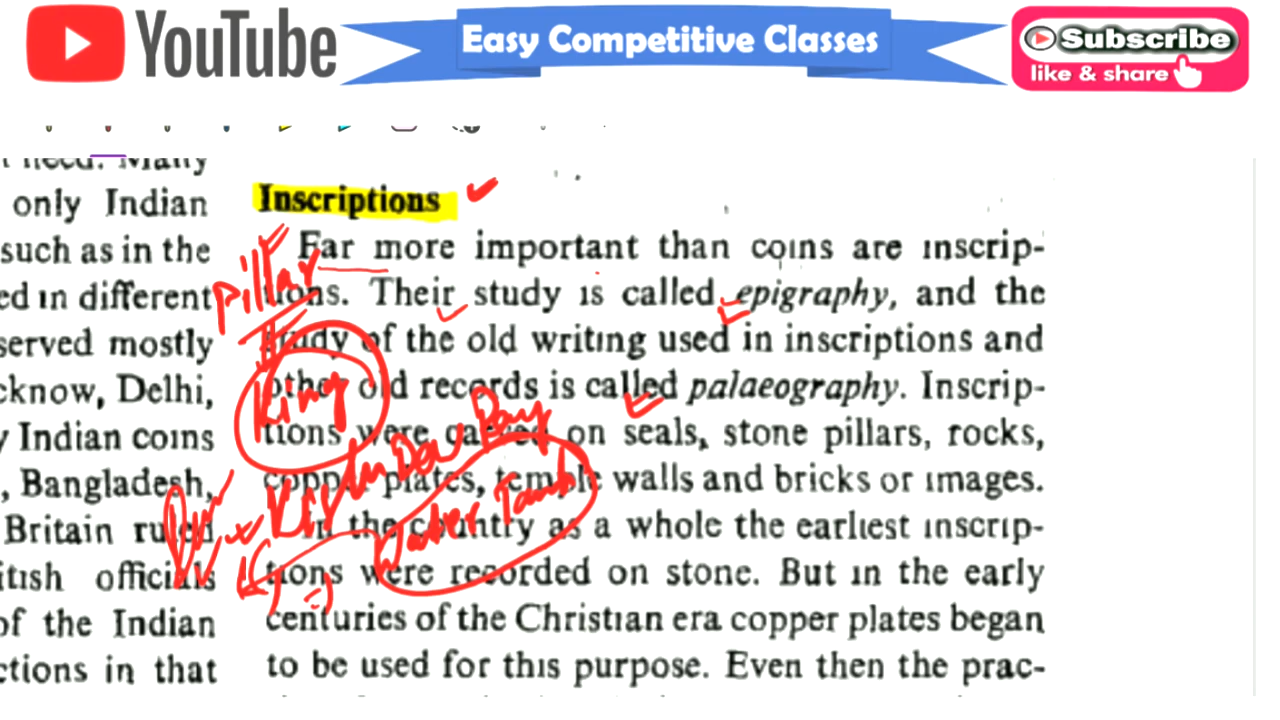 YouTube
Easy Competitive Classes
Subscribe
like & share
need. Many
only Indian
such as in the
ed in different
served mostly
cknow, Delhi,
y Indian coins
, Bangladesh,
Britain ruled
itish officials
of the Indian
ctions in that
Inscriptions
Far more important than coins are inscrip-
tions. Their study is called epigraphy, and the
study of the old writing used in inscriptions and
other old records is called palaeography. Inscrip-
tions were carved on seals, stone pillars, rocks,
copper plates, temple walls and bricks or images.
In the country as a whole the earliest inscrip-
tions were recorded on stone. But in the early
centuries of the Christian era copper plates began
to be used for this purpose. Even then the prac-
pillar
King
Water Tank